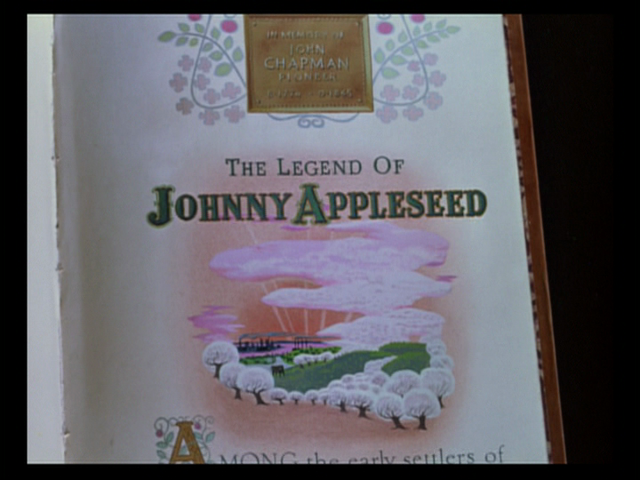 IN MEMORY OF
JOHN
CHAPMAN
PIONEER
THE LEGEND OF
JOHNNY APPLESEED
AMONG the early settlers of